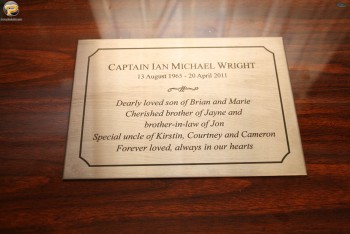 CAPTAIN IAN MICHAEL WRIGHT
13 August 1965 - 20 April 2011
Dearly loved son of Brian and Marie
Cherished brother of Jayne and
brother-in-law of Jon
Special uncle of Kirstin, Courtney and Cameron
Forever loved, always in our hearts